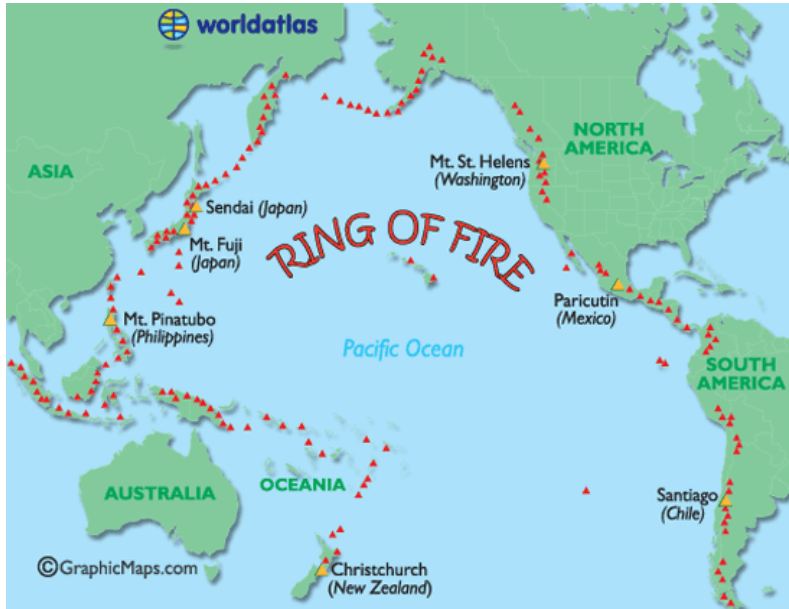 worldatlas
ASIA
NORTH
AMERICA
Mt. St. Helens
(Washington)
Sendai (Japan)
Mt. Fuji
(Japan)
RING OF FIRE
Paricutin
(Mexico)
Mt. Pinatubo
(Philippines)
Pacific Ocean
SOUTH
AMERICA
AUSTRALIA
OCEANIA
Santiago
(Chile)
©GraphicMaps.com
Christchurch
(New Zealand)